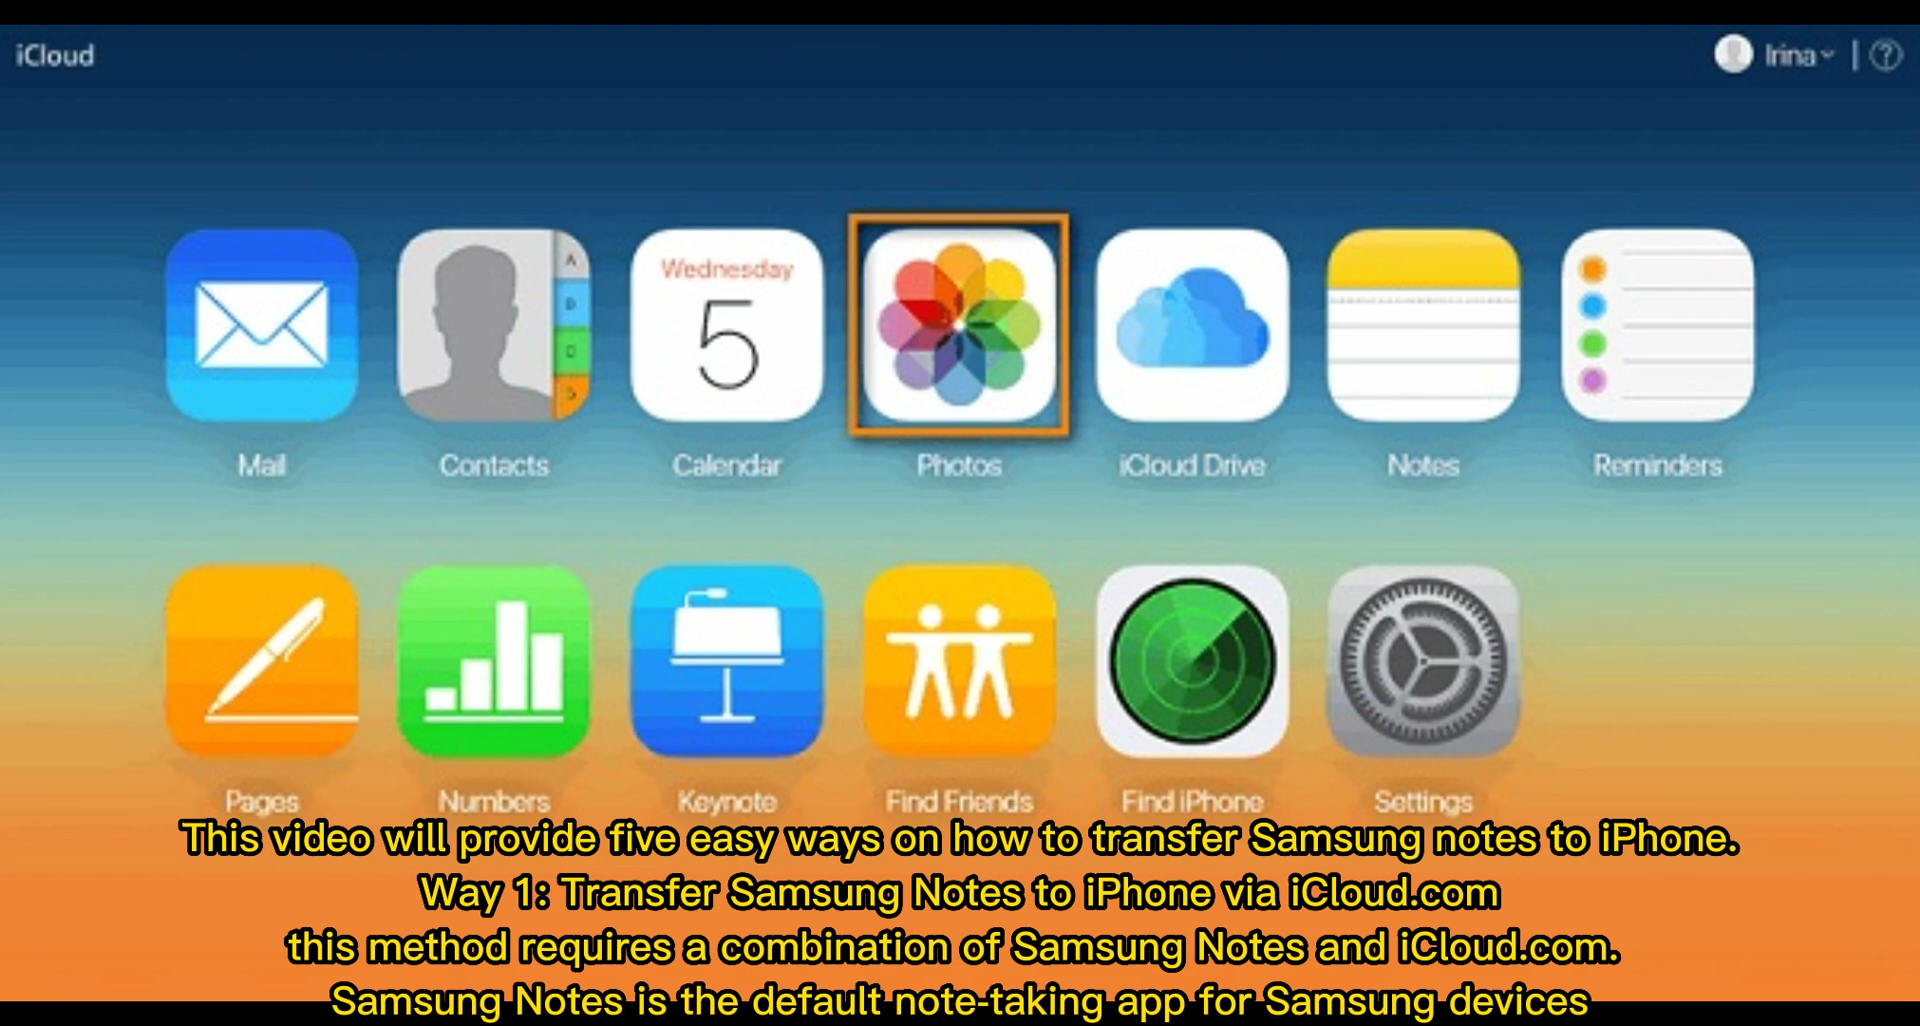 iCloud
Irina
Wednesday
5
A
Mail
Contacts
Calendar
Photos
iCloud Drive
Notes
Reminders
Pages
Numbers
Keynote
Find Friends
Find iPhone
Settings
This video will provide five easy ways on how to transfer Samsung notes to iPhone.
Way 1: Transfer Samsung Notes to iPhone via iCloud.com
this method requires a combination of Samsung Notes and iCloud.com.
Samsung Notes is the default note-taking app for Samsung devices